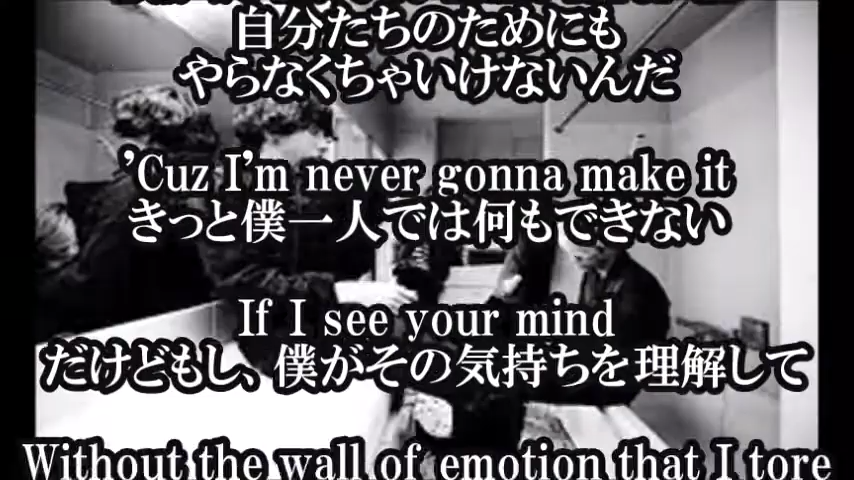 自分たちのためにも
やらなくちゃいけないんだ
'Cuz I'm never gonna make it
きっと僕一人では何もできない
If I see your mind
だけどもし、僕がその気持ちを理解して
Without the wall of emotion that I tore